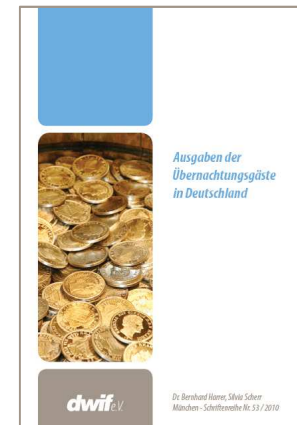 Ausgaben der
Übernachtungsgäste
in Deutschland
dwif e.V.
Dr. Bernhard Harrer, Silvia Scherr
München - Schriftenreihe Nr. 53 / 2010